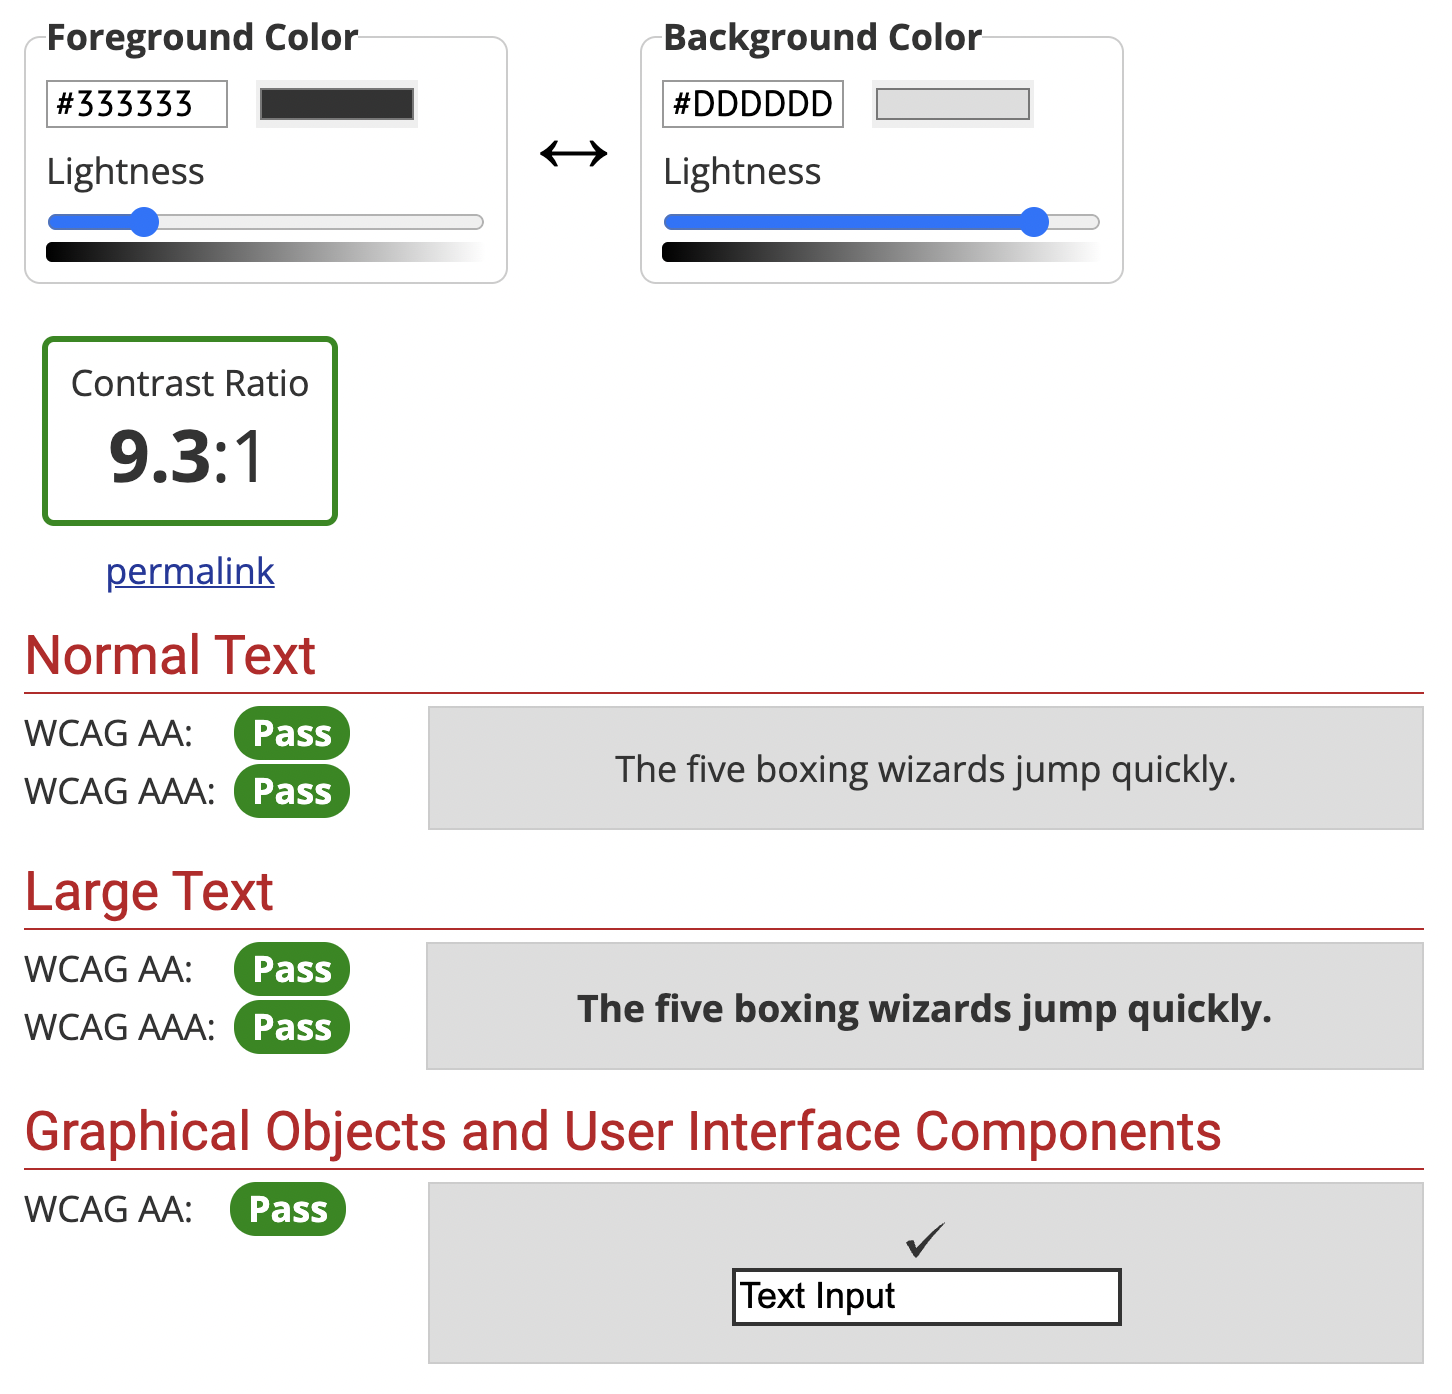 Foreground Color
#333333
Lightness
Background Color
#DDDDDD
Lightness
Contrast Ratio
9.3:1
permalink
Normal Text
WCAG AA: Pass
WCAG AAA: Pass
The five boxing wizards jump quickly.
Large Text
WCAG AA: Pass
WCAG AAA: Pass
The five boxing wizards jump quickly.
Graphical Objects and User Interface Components
WCAG AA: Pass
Text Input